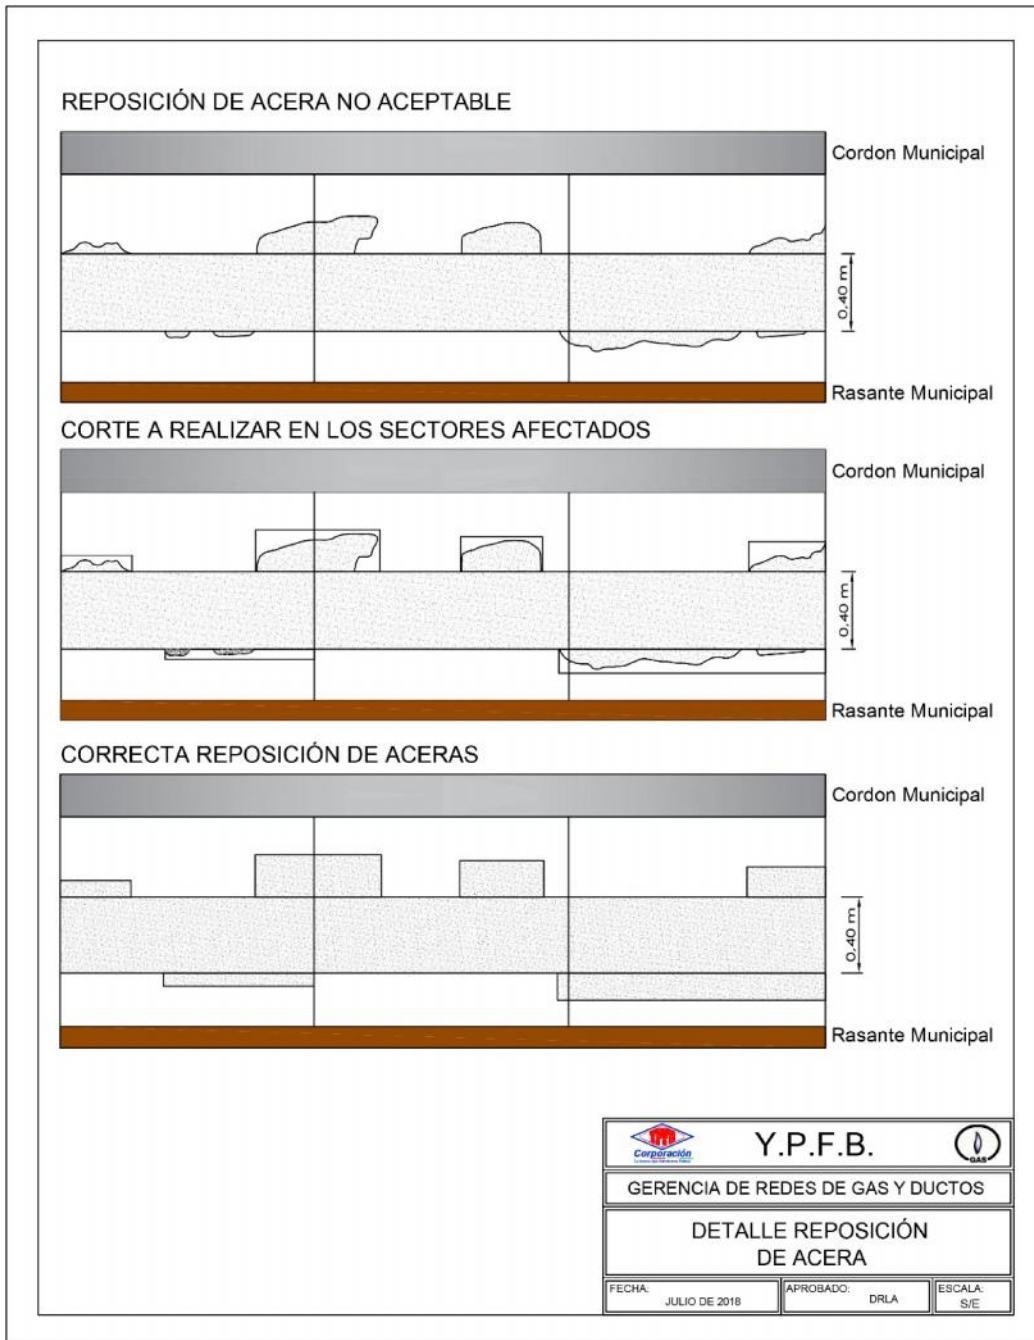 REPOSICIÓN DE ACERA NO ACEPTABLE
Cordon Municipal
0.40 m
Rasante Municipal
CORTE A REALIZAR EN LOS SECTORES AFECTADOS
Cordon Municipal
0.40 m
Rasante Municipal
CORRECTA REPOSICIÓN DE ACERAS
Cordon Municipal
0.40 m
Rasante Municipal
Corporación
Y.P.F.B.
GAS
GERENCIA DE REDES DE GAS Y DUCTOS
DETALLE REPOSICIÓN
DE ACERA
FECHA:
JULIO DE 2018
APROBADO:
DRLA
ESCALA:
S/E